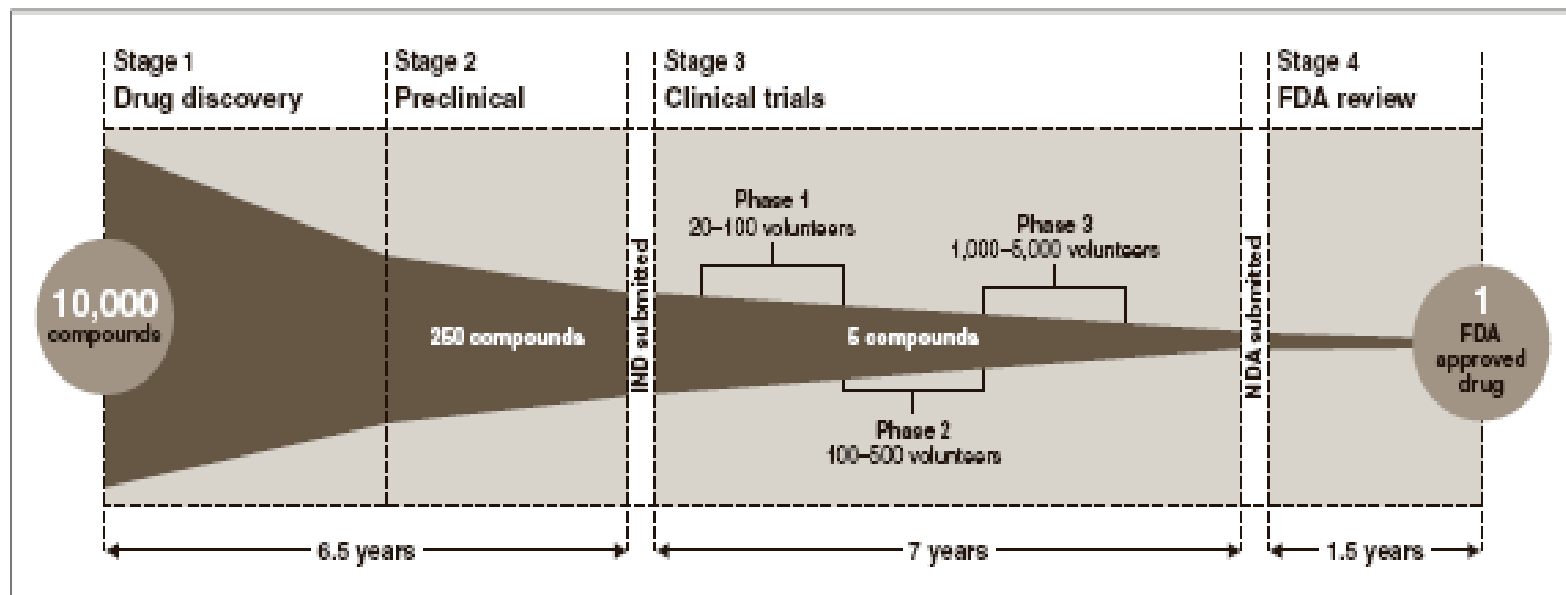 Stage 1
Drug discovery
Stage 2
Preclinical
Stage 3
Clinical trials
Stage 4
FDA review
10,000
compounds
250 compounds
IND submitted
Phase 1
20–100 volunteers
Phase 3
1,000–5,000 volunteers
5 compounds
Phase 2
100–500 volunteers
NDA submitted
1
FDA
approved
drug
6.5 years
7 years
1.5 years